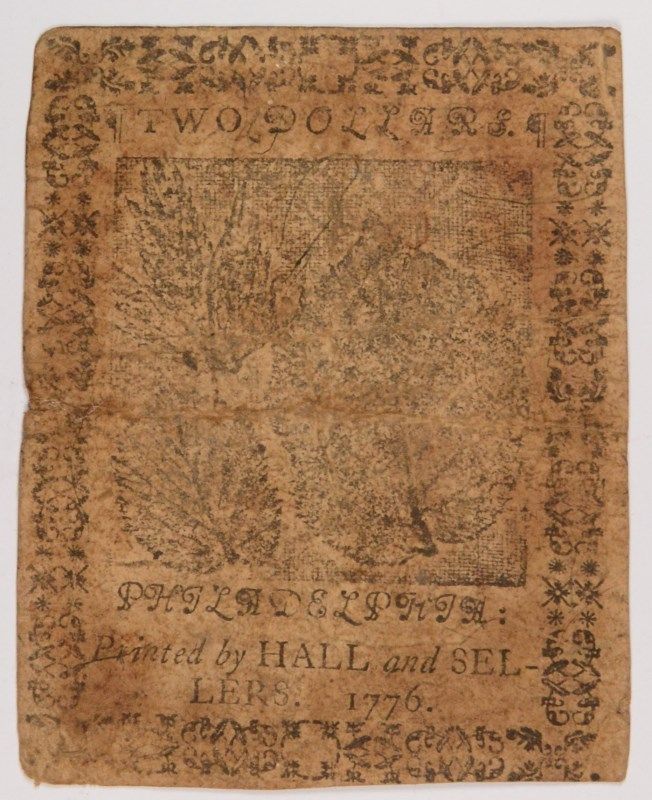 ¶ TWO DOLLARS. ¶
PHILADELPHIA:
Printed by HALL and SEL-
LERS. 1776.